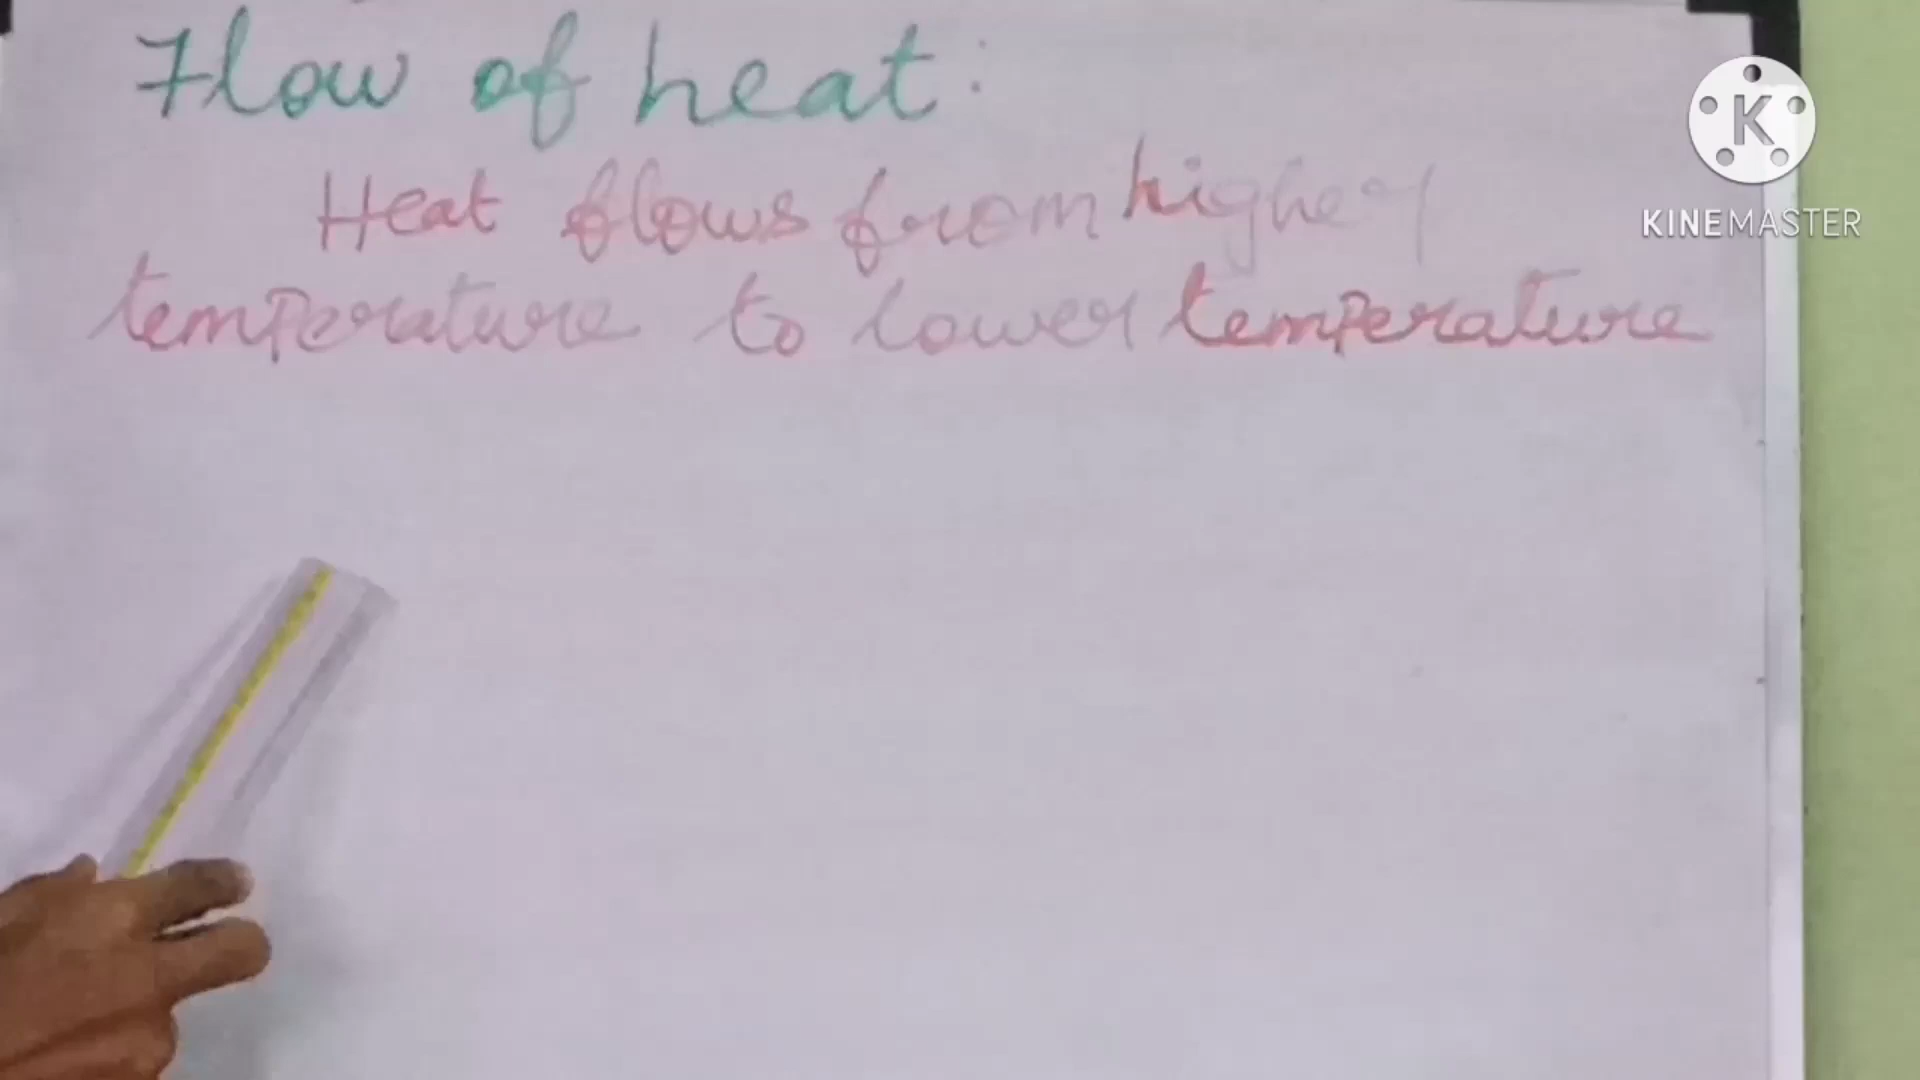 Flow of heat:
Heat flows from higher
temperature to lower temperature
K
KINEMASTER